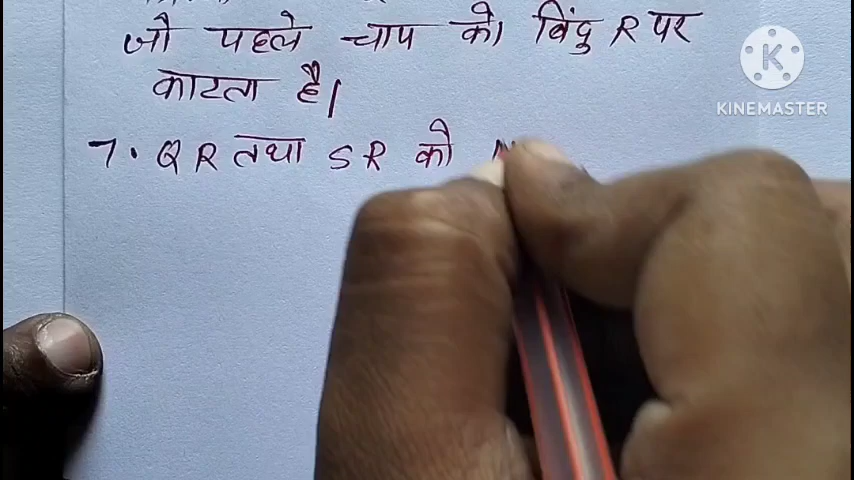 जो पहले चाप को बिंदु R पर
काटता है।
KINEMASTER
7. QR तथा SR को